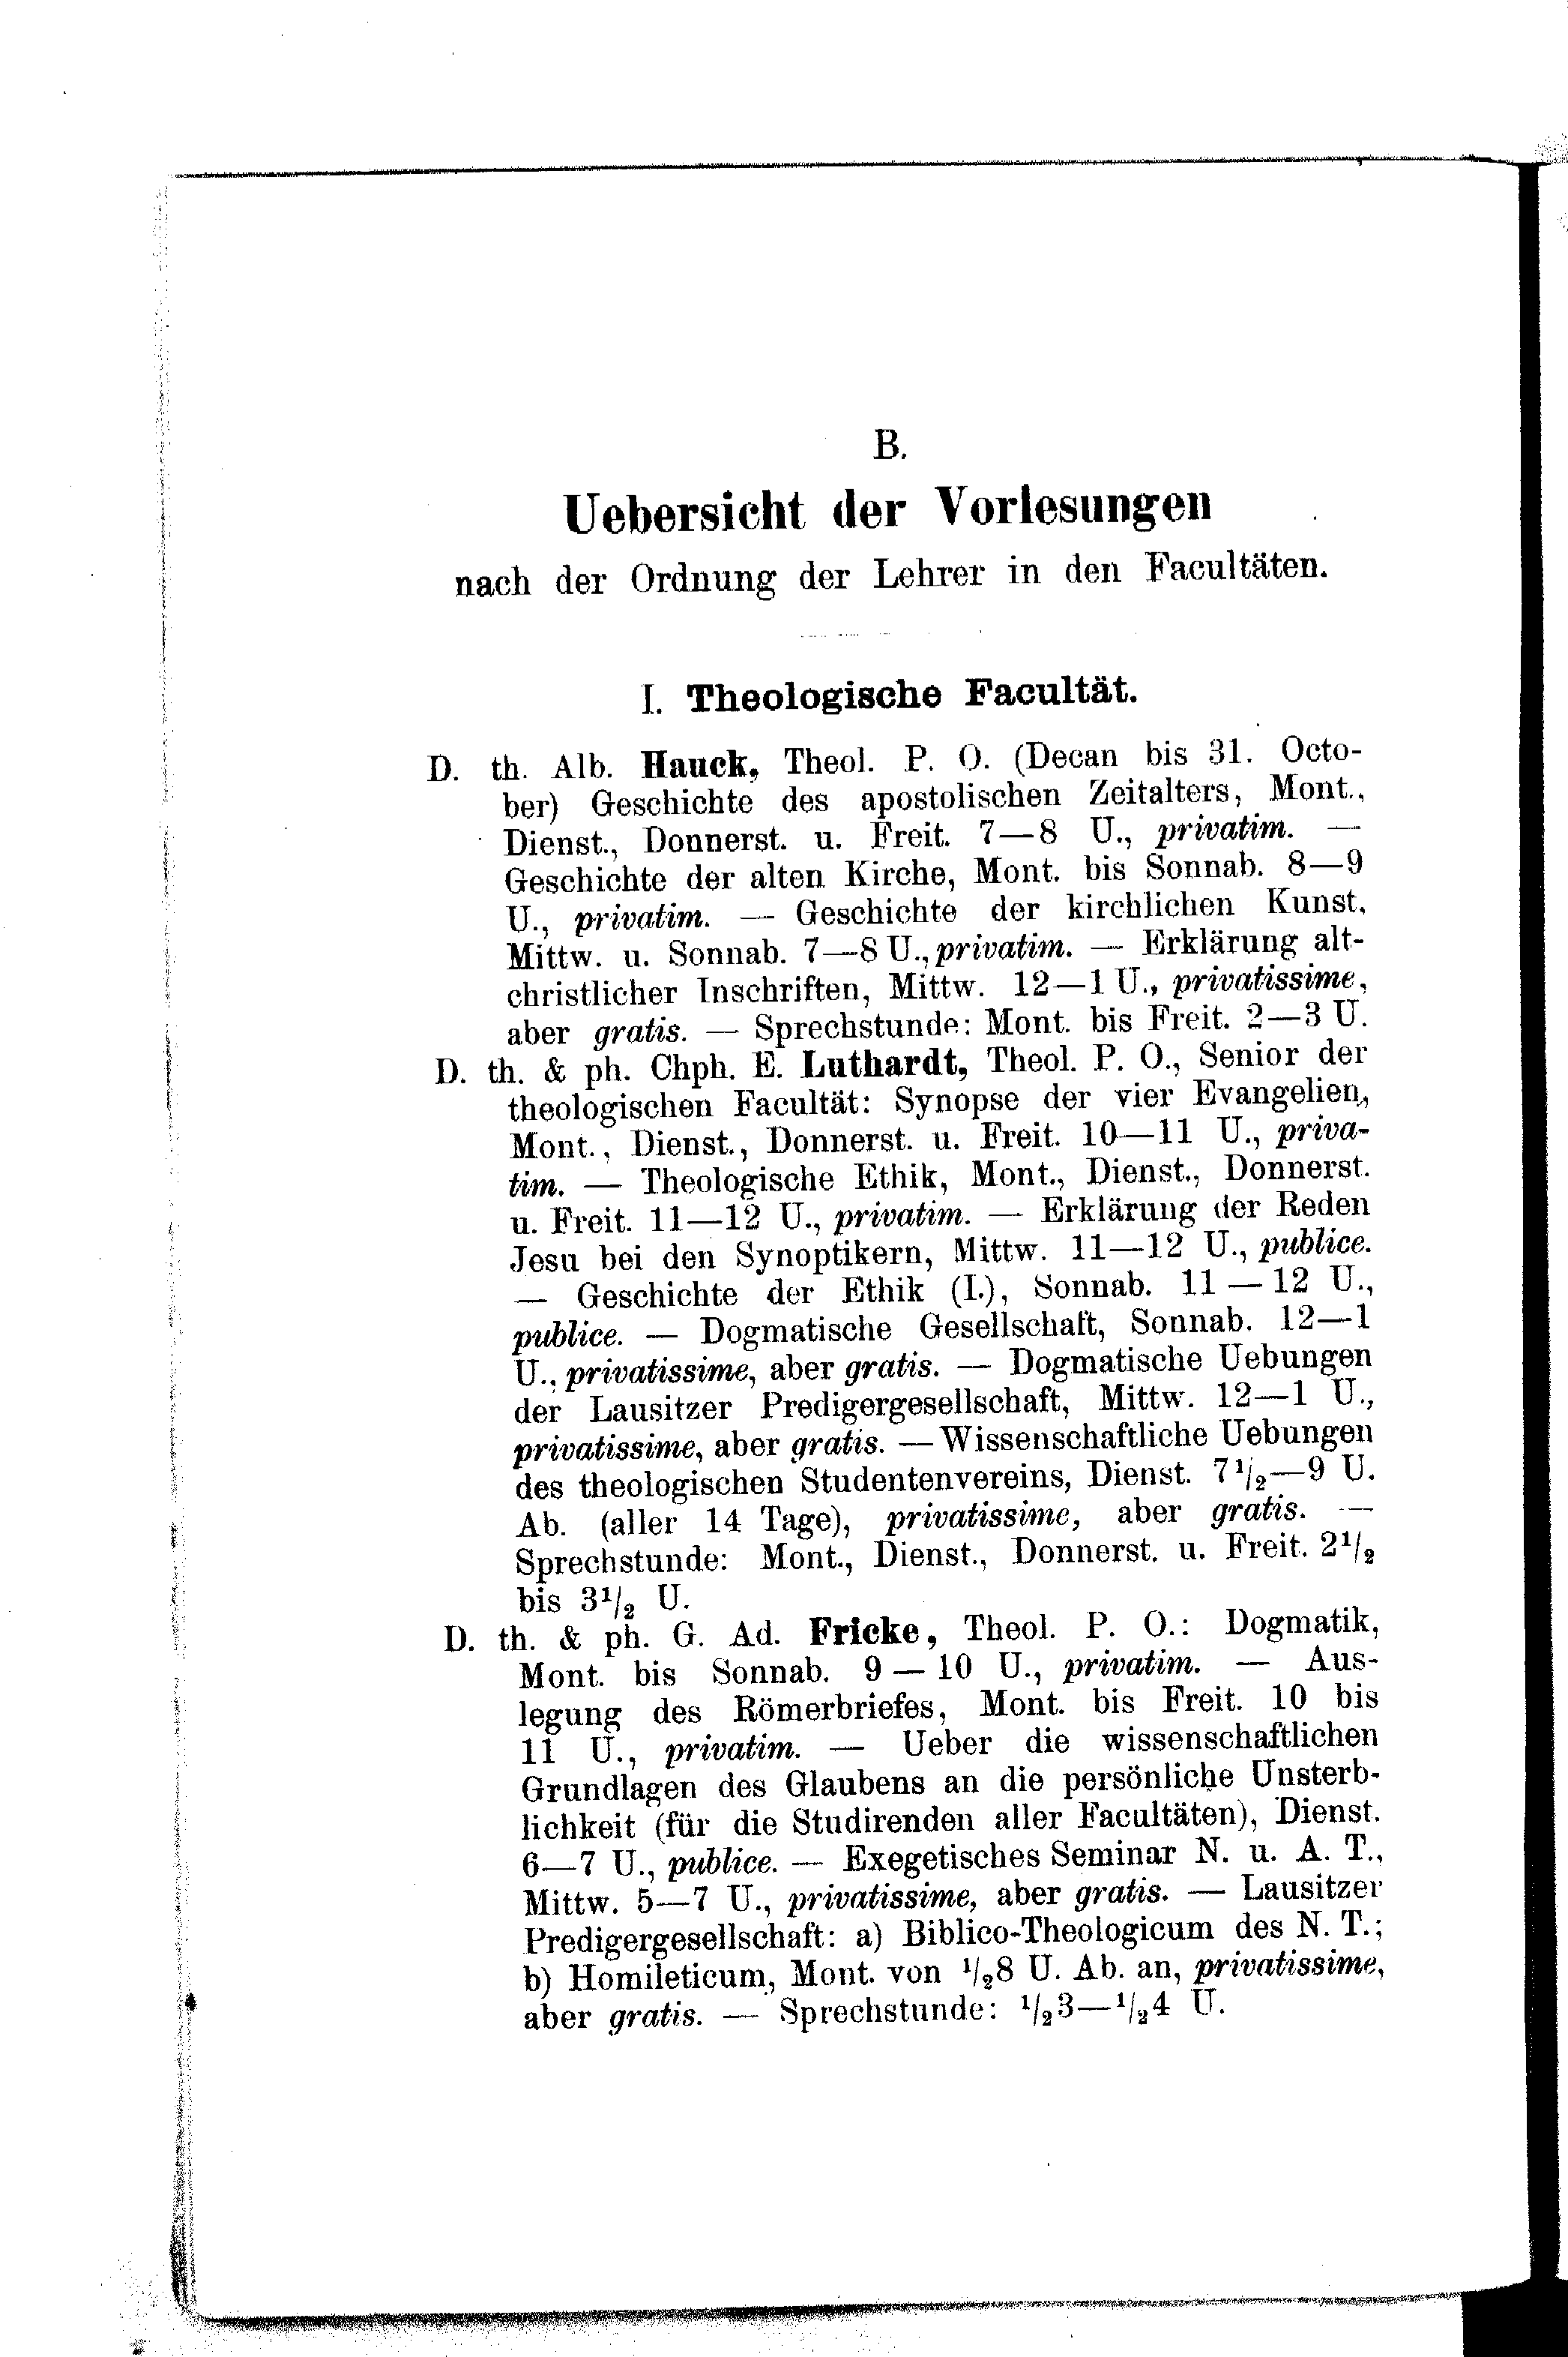 B.
Uebersicht der Vorlesungen
nach der Ordnung der Lehrer in den Facultäten.
I. Theologische Facultät.
D. th. Alb. Hauck, Theol. P. O. (Decan bis 31. Octo-
ber) Geschichte des apostolischen Zeitalters, Mont.,
Dienst., Donnerst. u. Freit. 7—8 U., privatim. —
Geschichte der alten Kirche, Mont. bis Sonnab. 8—9
U., privatim. — Geschichte der kirchlichen Kunst,
Mittw. u. Sonnab. 7—8 U., privatim. — Erklärung alt-
christlicher Inschriften, Mittw. 12—1 U., privatissime,
aber gratis. — Sprechstunde: Mont. bis Freit. 2—3 U.
D. th. & ph. Chph. E. Luthardt, Theol. P. O., Senior der
theologischen Facultät: Synopse der vier Evangelien,
Mont., Dienst., Donnerst. u. Freit. 10—11 U., priva-
tim. — Theologische Ethik, Mont., Dienst., Donnerst.
u. Freit. 11—12 U., privatim. — Erklärung der Reden
Jesu bei den Synoptikern, Mittw. 11—12 U., publice.
— Geschichte der Ethik (I.), Sonnab. 11 — 12 U.,
publice. — Dogmatische Gesellschaft, Sonnab. 12—1
U., privatissime, aber gratis. — Dogmatische Uebungen
der Lausitzer Predigergesellschaft, Mittw. 12—1 U.,
privatissime, aber gratis. — Wissenschaftliche Uebungen
des theologischen Studentenvereins, Dienst. 7 1/2—9 U.
Ab. (aller 14 Tage), privatissime, aber gratis. —
Sprechstunde: Mont., Dienst., Donnerst. u. Freit. 2 1/2
bis 3 1/2 U.
D. th. & ph. G. Ad. Fricke, Theol. P. O.: Dogmatik,
Mont. bis Sonnab. 9 — 10 U., privatim. — Aus-
legung des Römerbriefes, Mont. bis Freit. 10 bis
11 U., privatim. — Ueber die wissenschaftlichen
Grundlagen des Glaubens an die persönliche Unsterb-
lichkeit (für die Studirenden aller Facultäten), Dienst.
6—7 U., publice. — Exegetisches Seminar N. u. A. T.,
Mittw. 5—7 U., privatissime, aber gratis. — Lausitzer
Predigergesellschaft: a) Biblico-Theologicum des N. T.;
b) Homileticum, Mont. von 1/2 8 U. Ab. an, privatissime,
aber gratis. — Sprechstunde: 1/2 3—1/2 4 U.